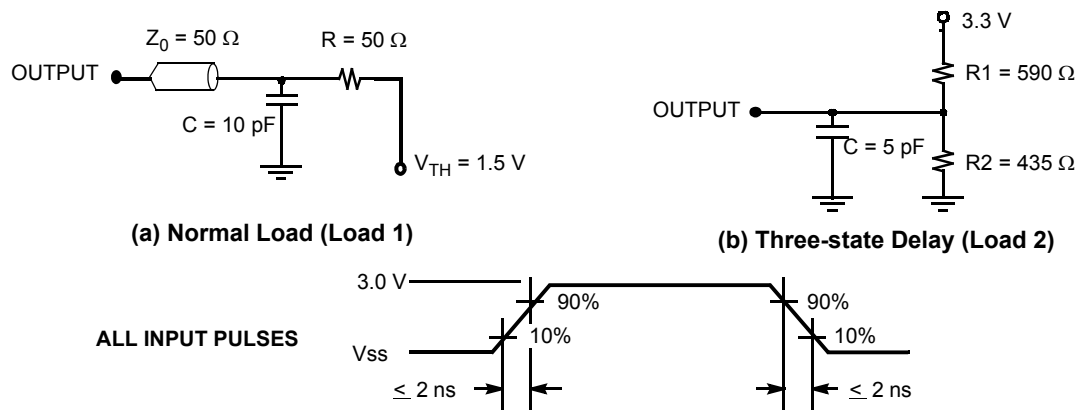 Z0 = 50 Ω
R = 50 Ω
OUTPUT
C = 10 pF
VTH = 1.5 V
(a) Normal Load (Load 1)
3.3 V
R1 = 590 Ω
OUTPUT
C = 5 pF
R2 = 435 Ω
(b) Three-state Delay (Load 2)
3.0 V
90%
90%
ALL INPUT PULSES
10%
10%
Vss
≤ 2 ns
≤ 2 ns